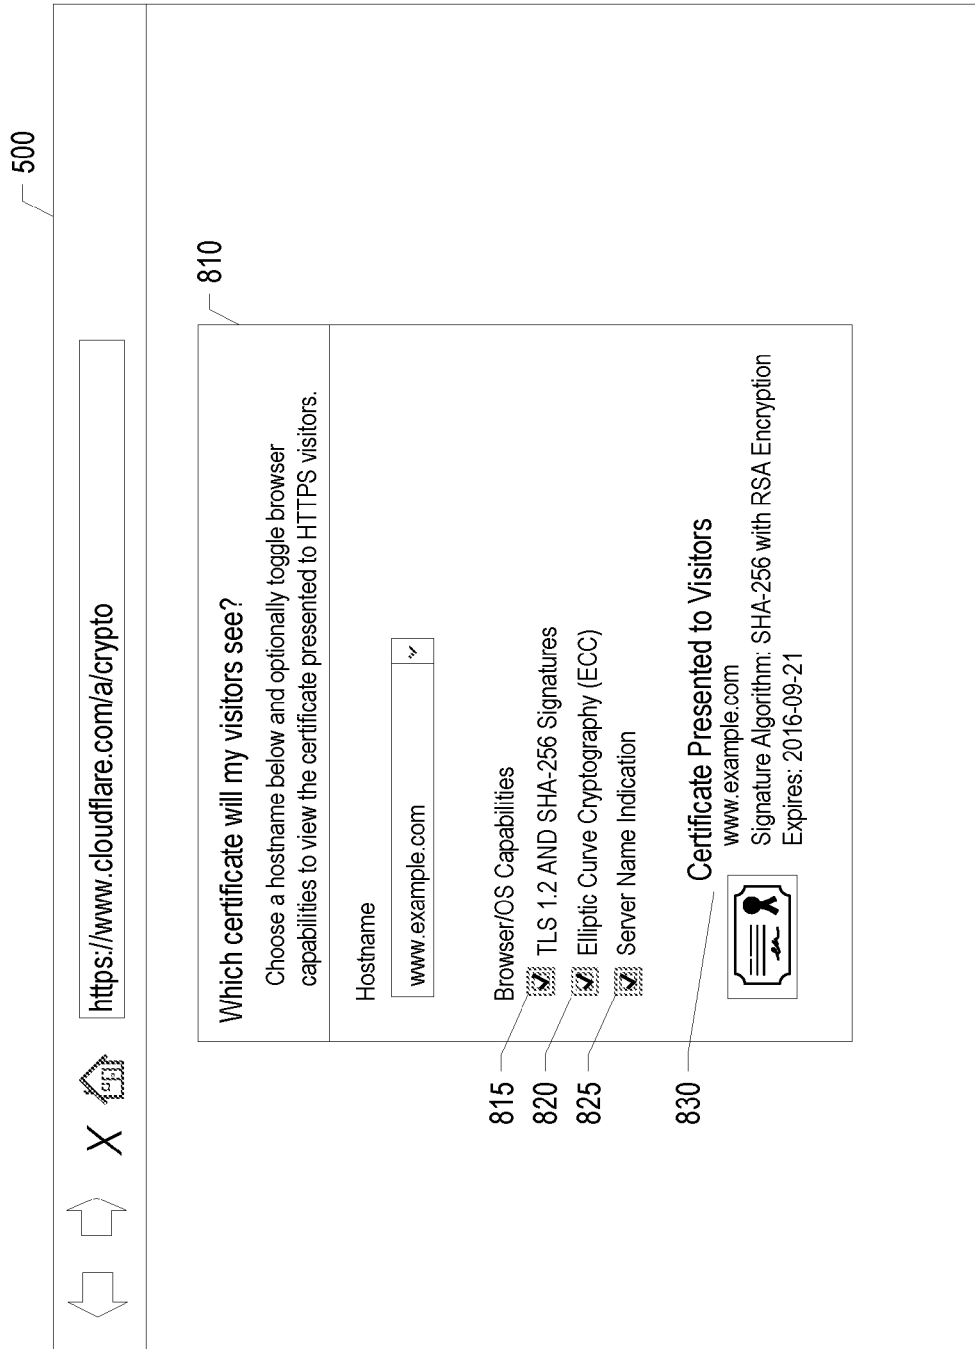 500
https://www.cloudflare.com/a/crypto
X
810
Which certificate will my visitors see?
Choose a hostname below and optionally toggle browser
capabilities to view the certificate presented to HTTPS visitors.
Hostname
www.example.com
Browser/OS Capabilities
815
TLS 1.2 AND SHA-256 Signatures
820
Elliptic Curve Cryptography (ECC)
825
Server Name Indication
830
Certificate Presented to Visitors
www.example.com
Signature Algorithm: SHA-256 with RSA Encryption
Expires: 2016-09-21